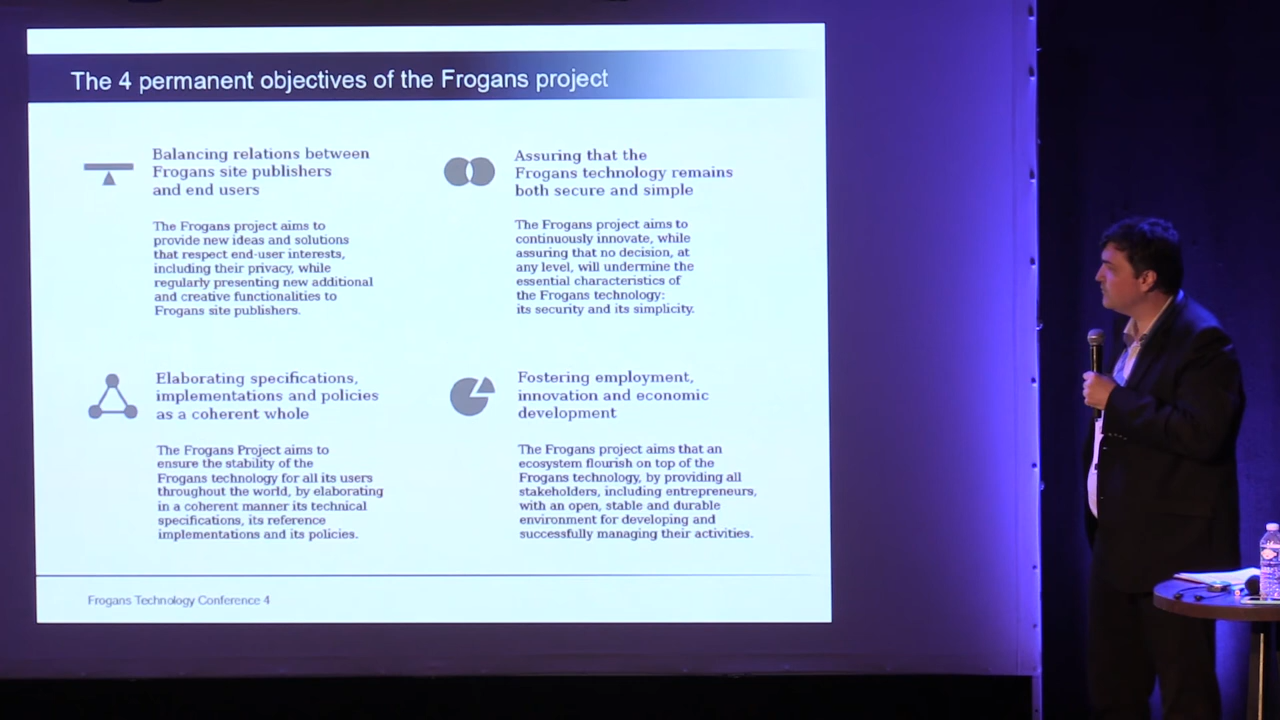 The 4 permanent objectives of the Frogans project
Balancing relations between
Frogans site publishers
and end users
The Frogans project aims to
provide new ideas and solutions
that respect end-user interests,
including their privacy, while
regularly presenting new additional
and creative functionalities to
Frogans site publishers.
Assuring that the
Frogans technology remains
both secure and simple
The Frogans project aims to
continuously innovate, while
assuring that no decision, at
any level, will undermine the
essential characteristics of
the Frogans technology:
its security and its simplicity.
Elaborating specifications,
implementations and policies
as a coherent whole
The Frogans Project aims to
ensure the stability of the
Frogans technology for all its users
throughout the world, by elaborating
in a coherent manner its technical
specifications, its reference
implementations and its policies.
Fostering employment,
innovation and economic
development
The Frogans project aims that an
ecosystem flourish on top of the
Frogans technology, by providing all
stakeholders, including entrepreneurs,
with an open, stable and durable
environment for developing and
successfully managing their activities.
Frogans Technology Conference 4